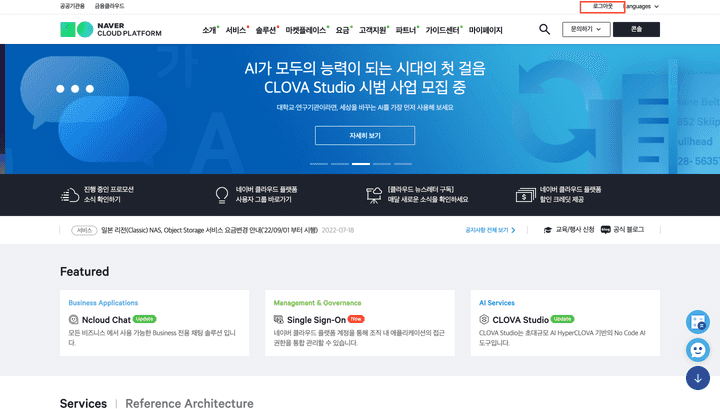 공공기관용 금융클라우드
로그아웃 Languages
NAVER
CLOUD PLATFORM
소개 서비스 솔루션 마켓플레이스 요금 고객지원 파트너 가이드센터 마이페이지
문의하기
콘솔
AI가 모두의 능력이 되는 시대의 첫 걸음
CLOVA Studio 시범 사업 모집 중
대학교·연구기관이라면, 세상을 바꾸는 AI를 가장 먼저 사용해 보세요
자세히 보기
진행 중인 프로모션
소식 확인하기
네이버 클라우드 플랫폼
사용자 그룹 바로가기
[클라우드 뉴스레터 구독]
매달 새로운 소식을 확인하세요
네이버 클라우드 플랫폼
할인 크레딧 제공
서비스 일본 리전(Classic) NAS, Object Storage 서비스 요금변경 안내('22/09/01 부터 시행) 2022-07-18
공지사항 전체 보기
교육/행사 신청
공식 블로그
Featured
Business Applications
Ncloud Chat Update
모든 비즈니스 에서 사용 가능한 Business 전용 채팅 솔루션 입니
다.
Management & Governance
Single Sign-On New
네이버 클라우드 플랫폼 계정을 통해 조직 내 애플리케이션의 접근
권한을 통합 관리할 수 있습니다.
AI Services
CLOVA Studio Update
CLOVA Studio는 초대규모 AI HyperCLOVA 기반의 No Code AI
도구입니다.
Services Reference Architecture